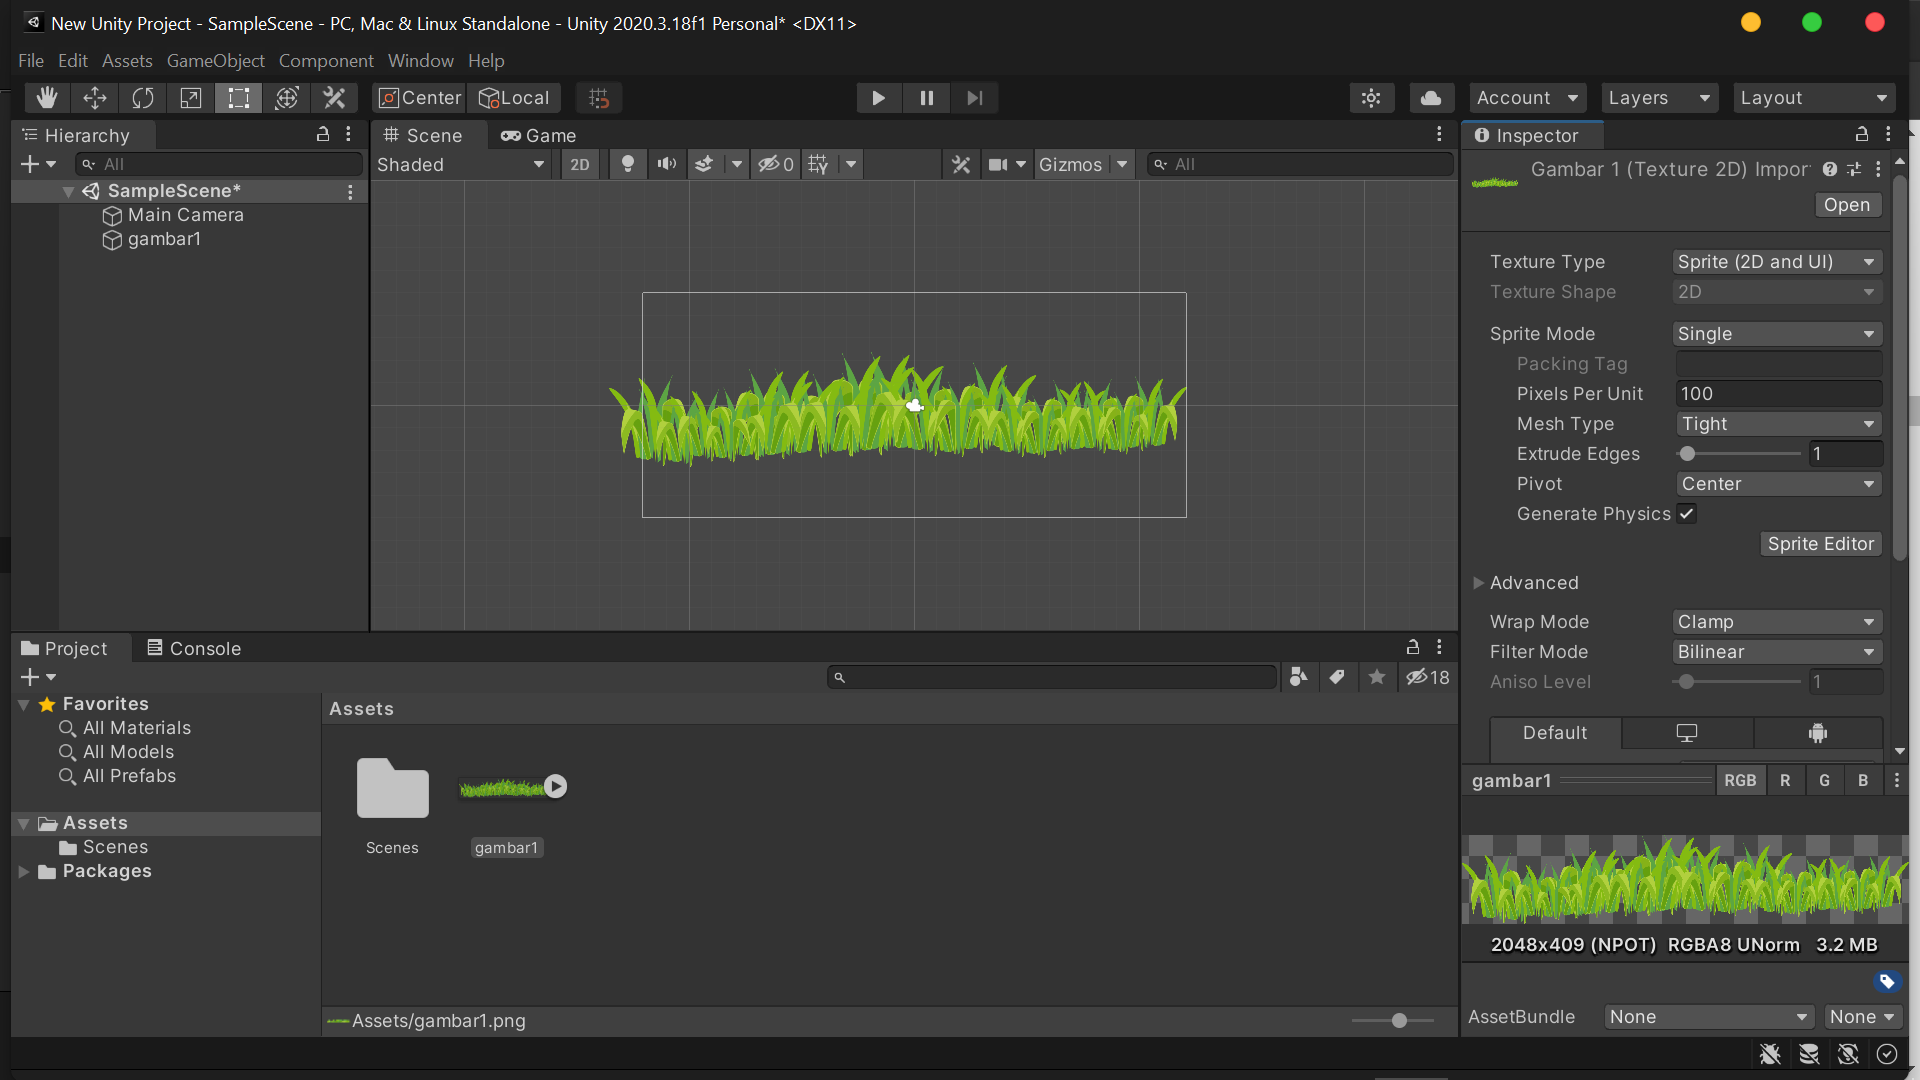 New Unity Project - SampleScene - PC, Mac & Linux Standalone - Unity 2020.3.18f1 Personal* <DX11>
File Edit Assets GameObject Component Window Help
Center Local Account Layers Layout
Hierarchy
All
SampleScene*
Main Camera
gambar1
Scene Game
Shaded 2D 0 Gizmos All
Inspector
Gambar 1 (Texture 2D) Impor
Open
Texture Type Sprite (2D and UI)
Texture Shape 2D
Sprite Mode Single
Packing Tag
Pixels Per Unit 100
Mesh Type Tight
Extrude Edges 1
Pivot Center
Generate Physics
Sprite Editor
Advanced
Wrap Mode Clamp
Filter Mode Bilinear
Aniso Level 1
Default
gambar1 RGB R G B
2048x409 (NPOT) RGBA8 UNorm 3.2 MB
AssetBundle None None
Project Console
18
Favorites
All Materials
All Models
All Prefabs
Assets
Scenes
Packages
Assets
Scenes gambar1
Assets/gambar1.png